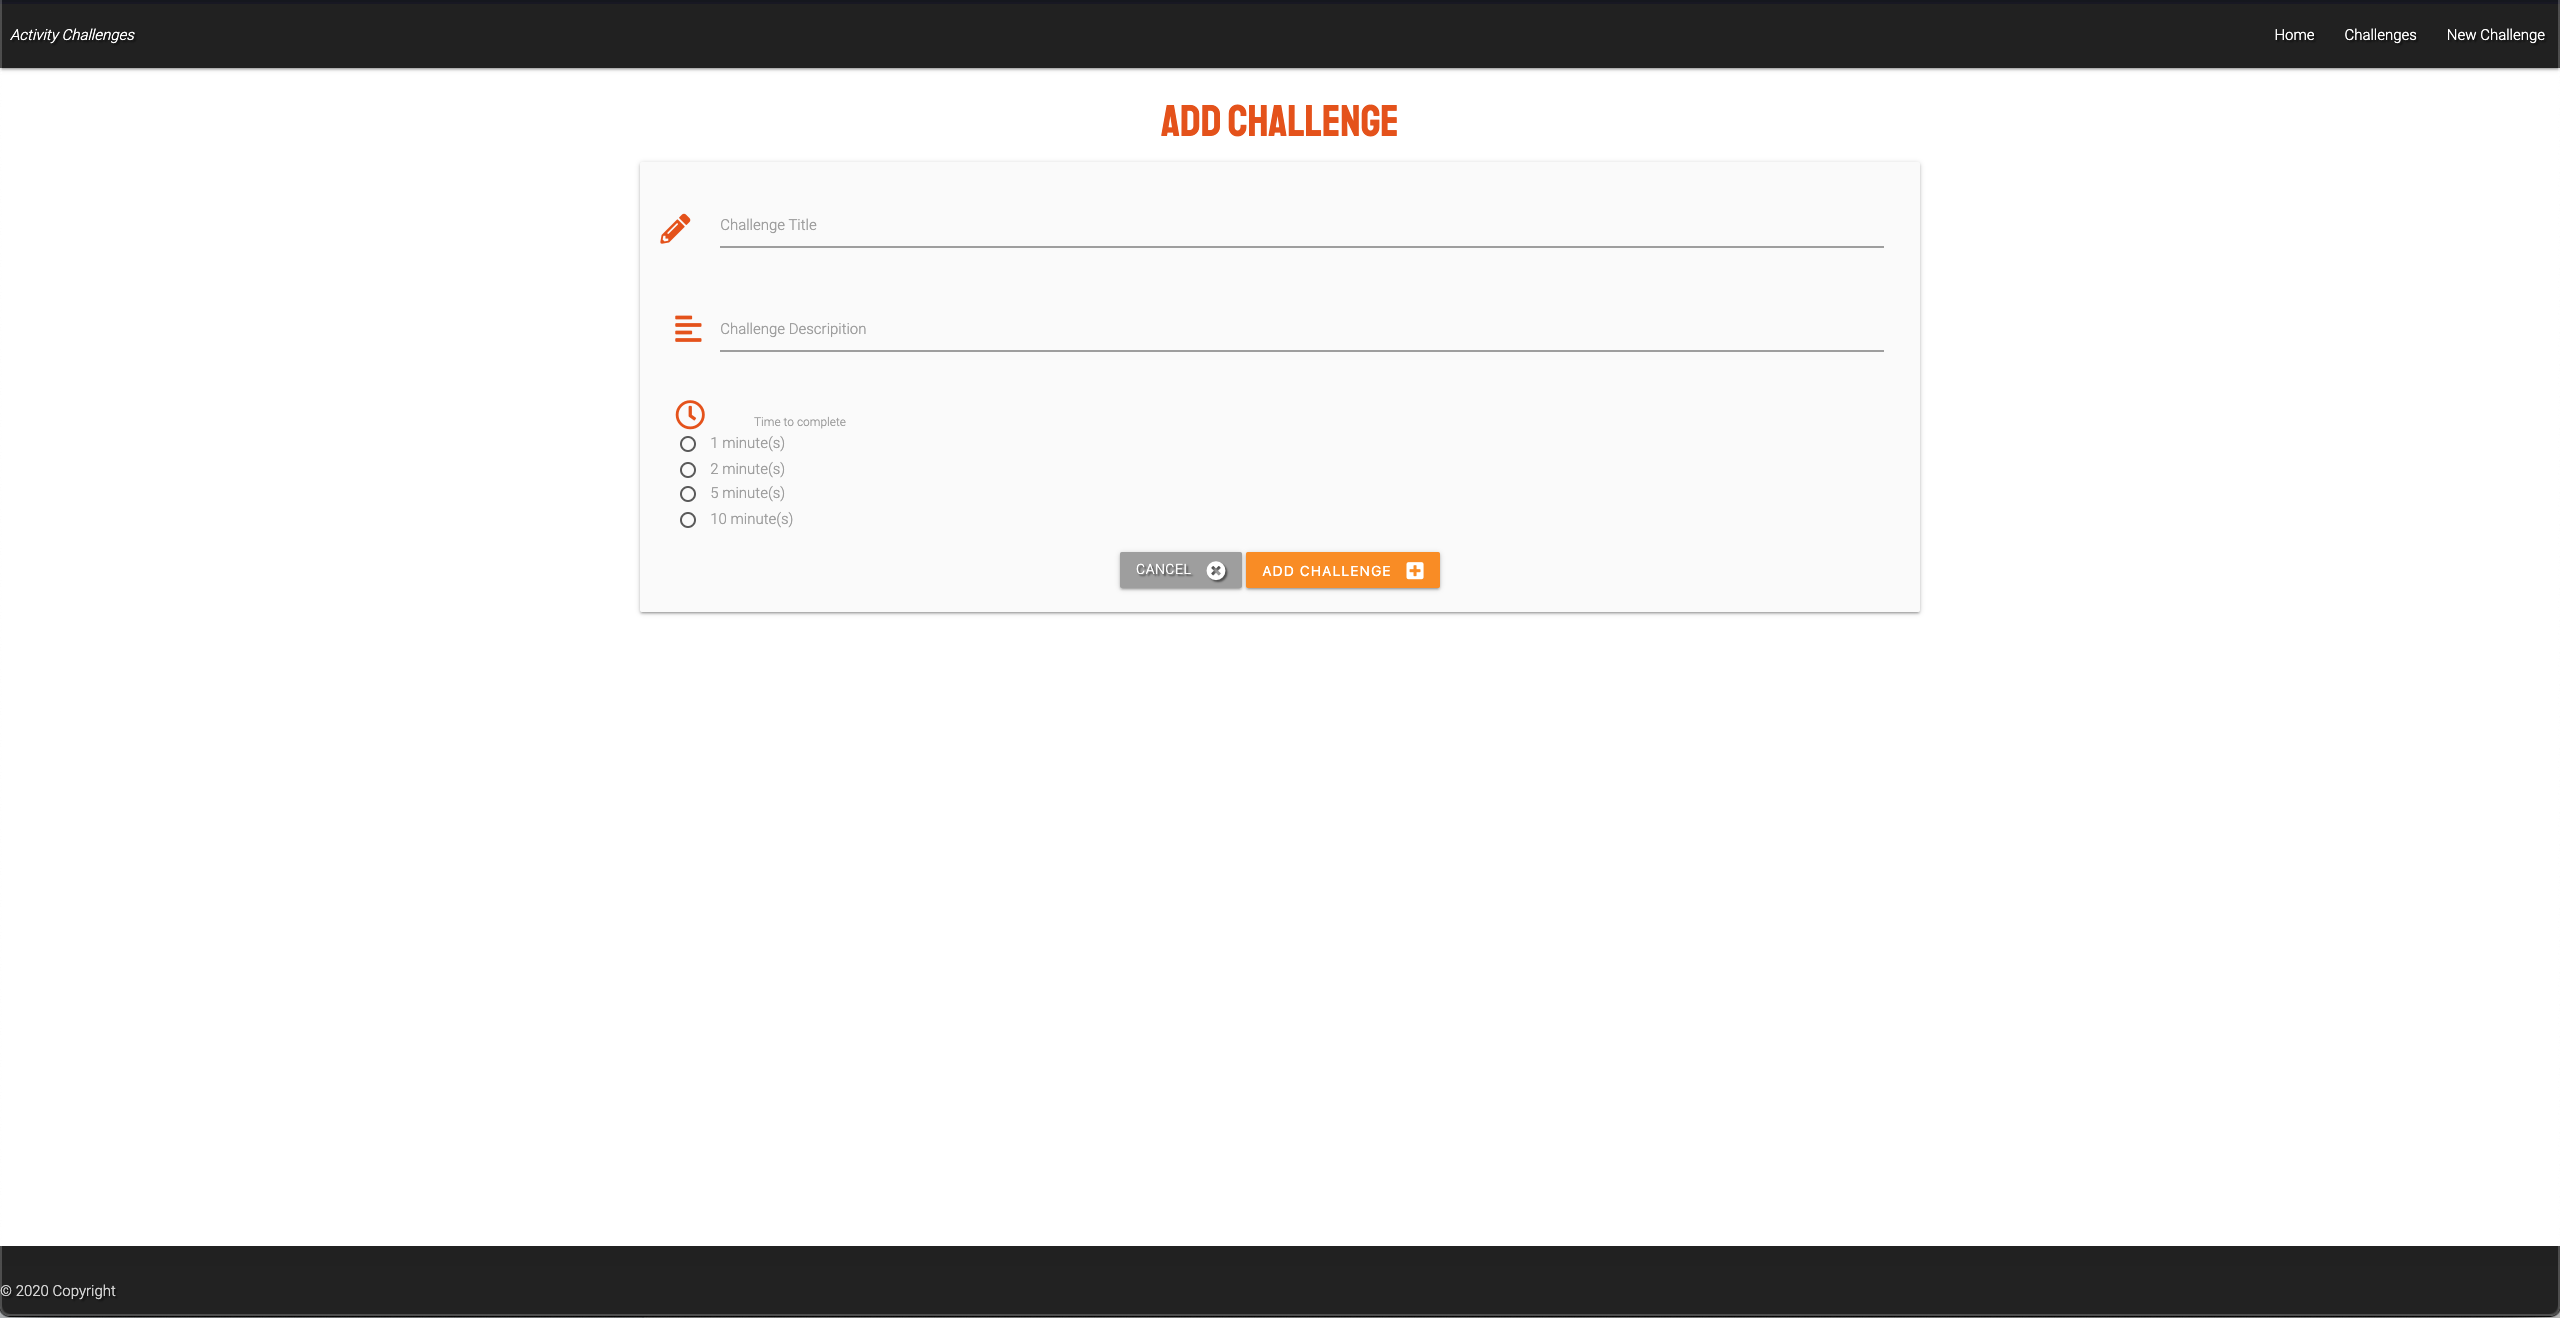 Activity Challenges
Home Challenges New Challenge
ADD CHALLENGE
Challenge Title
Challenge Descripition
Time to complete
1 minute(s)
2 minute(s)
5 minute(s)
10 minute(s)
CANCEL ADD CHALLENGE
© 2020 Copyright